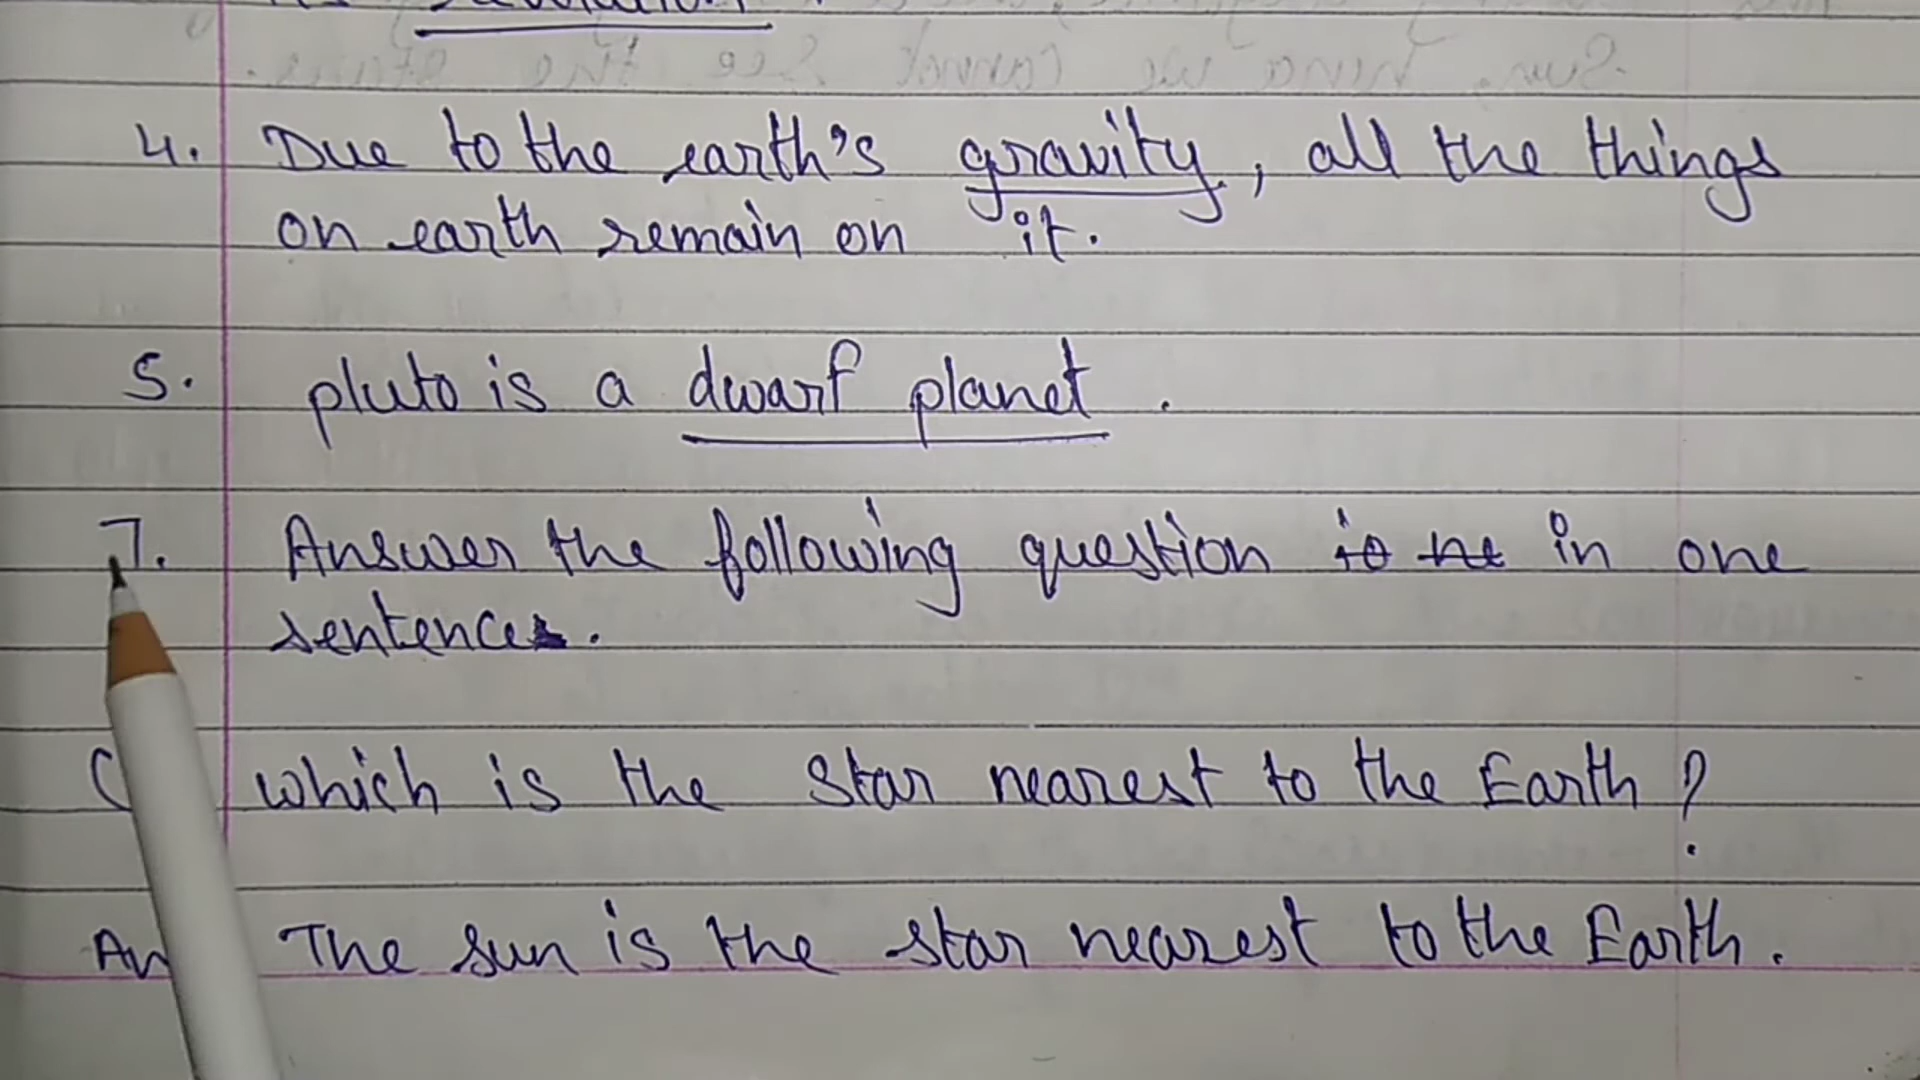 4. Due to the earth's gravity, all the things
on earth remain on it.
5. pluto is a dwarf planet.
7. Answer the following question in one
sentence.
which is the star nearest to the Earth?
The sun is the star nearest to the Earth.